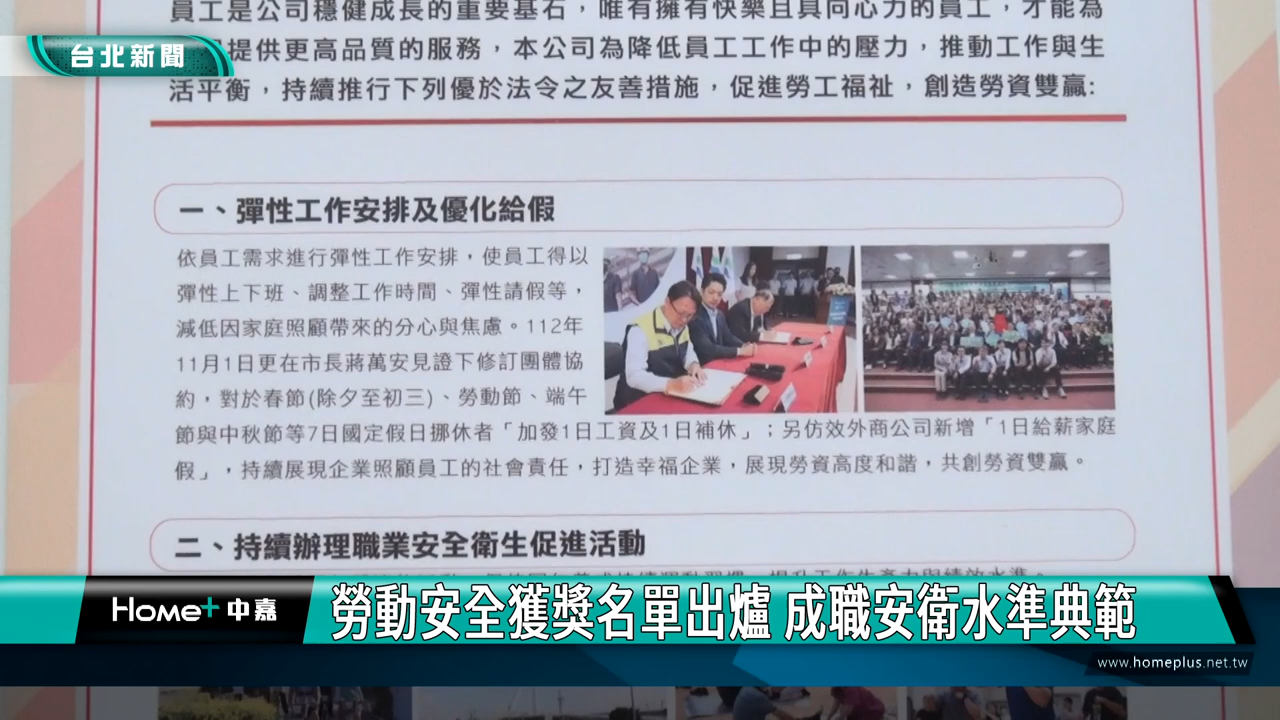 員工是公司穩健成長的重要基石，唯有擁有快樂且具向心力的員工，才能為
台北新聞
提供更高品質的服務，本公司為降低員工工作中的壓力，推動工作與生
活平衡，持續推行下列優於法令之友善措施，促進勞工福祉，創造勞資雙贏:
一、彈性工作安排及優化給假
依員工需求進行彈性工作安排，使員工得以
彈性上下班、調整工作時間、彈性請假等，
減低因家庭照顧帶來的分心與焦慮。112年
11月1日更在市長蔣萬安見證下修訂團體協
約，對於春節(除夕至初三)、勞動節、端午
節與中秋節等7日國定假日挪休者「加發1日工資及1日補休」；另仿效外商公司新增「1日給薪家庭
假」，持續展現企業照顧員工的社會責任，打造幸福企業，展現勞資高度和諧，共創勞資雙贏。
二、持續辦理職業安全衛生促進活動
Home+中嘉
勞動安全獲獎名單出爐 成職安衛水準典範
www.homeplus.net.tw